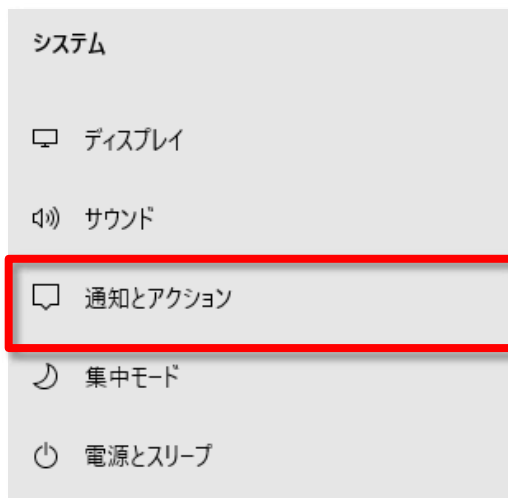 システム
ディスプレイ
サウンド
通知とアクション
集中モード
電源とスリープ